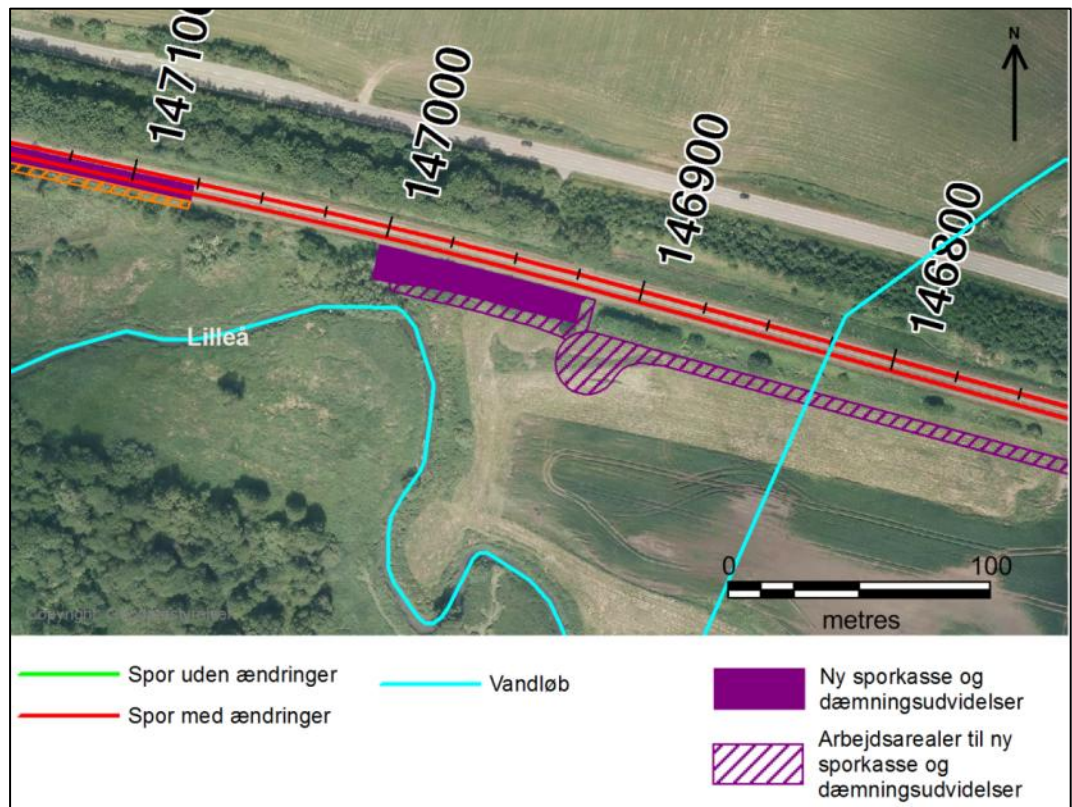 N
14710
147000
146900
146800
Lilleå
0 100
metres
Spor uden ændringer
Spor med ændringer
Vandløb
Ny sporkasse og
dæmningsudvidelser
Arbejdsarealer til ny
sporkasse og
dæmningsudvidelser